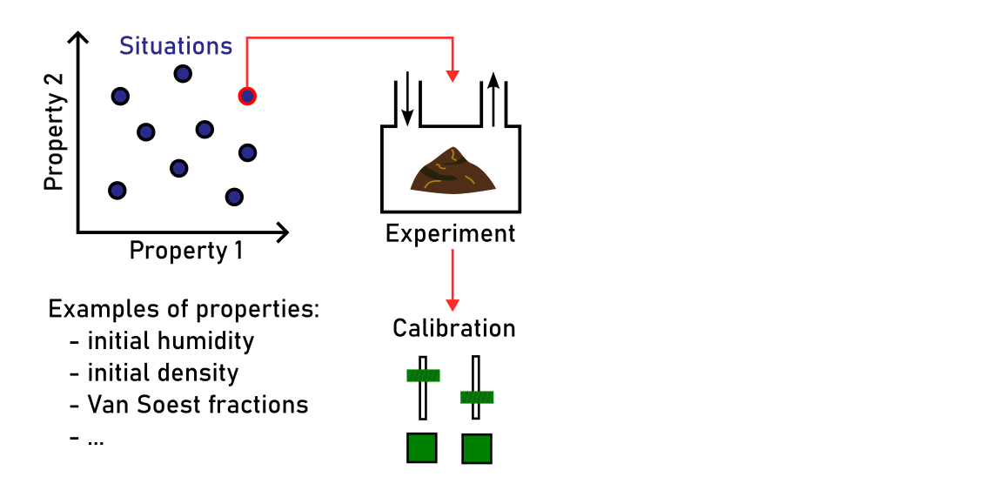 Situations
Property 2
Property 1
Experiment
Examples of properties:
- initial humidity
- initial density
- Van Soest fractions
- ...
Calibration